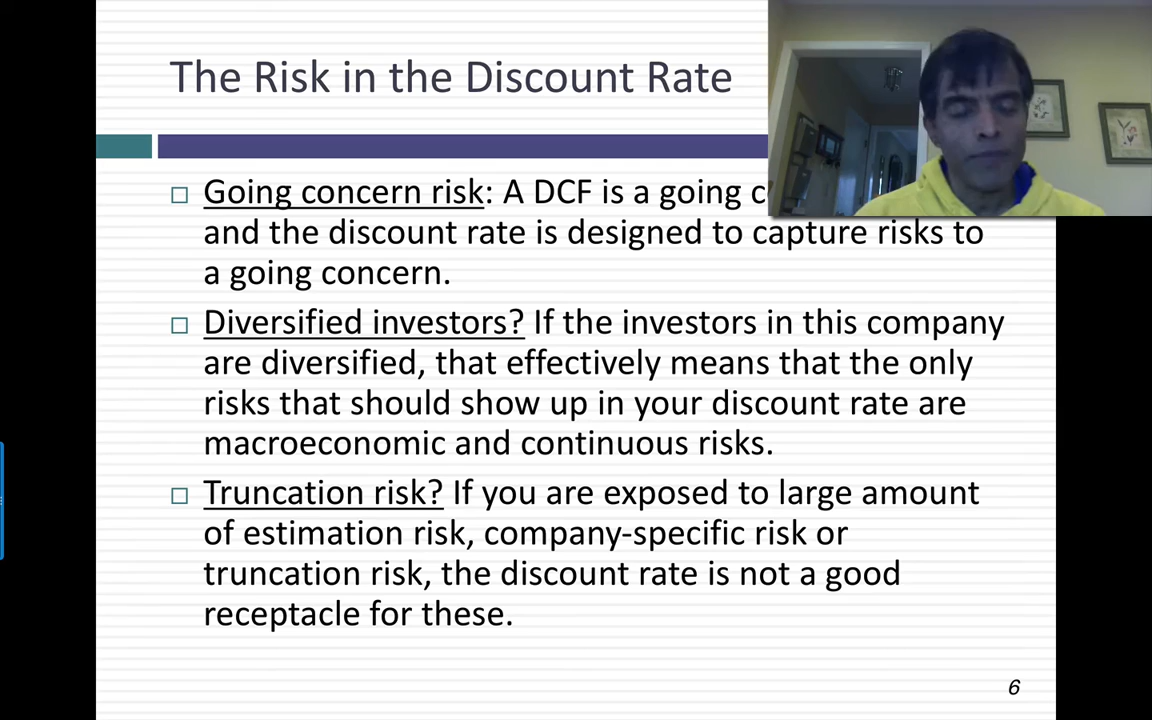 The Risk in the Discount Rate
□ Going concern risk: A DCF is a going
and the discount rate is designed to capture risks to
a going concern.
□ Diversified investors? If the investors in this company
are diversified, that effectively means that the only
risks that should show up in your discount rate are
macroeconomic and continuous risks.
□ Truncation risk? If you are exposed to large amount
of estimation risk, company-specific risk or
truncation risk, the discount rate is not a good
receptacle for these.
6